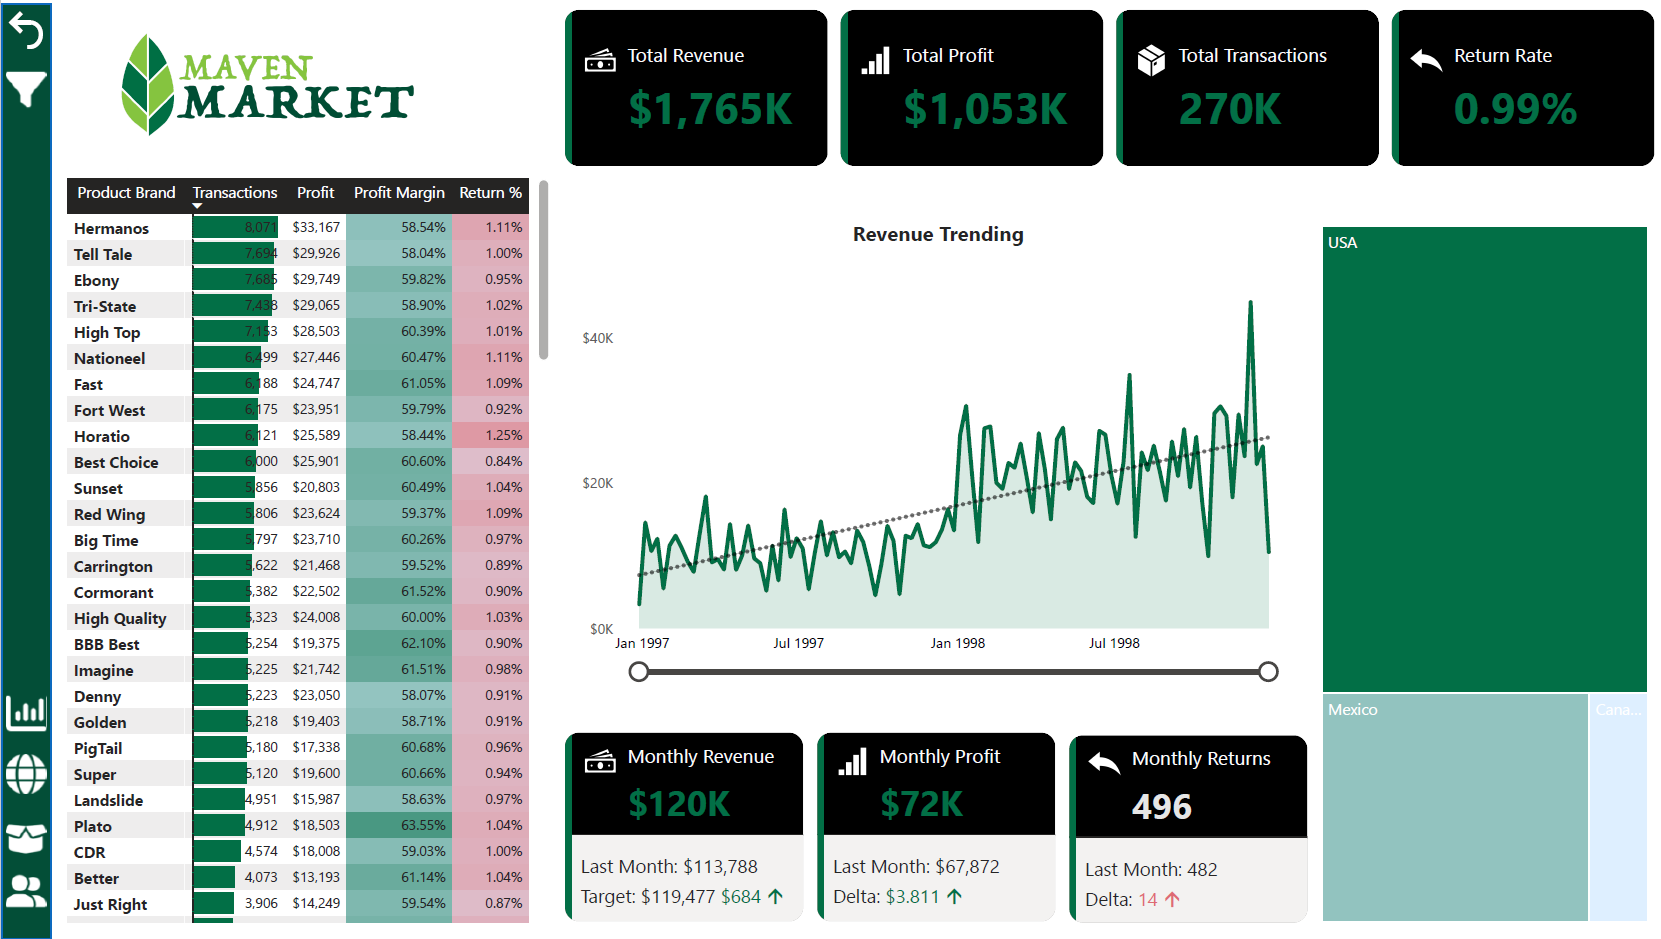 MAVEN
MARKET
Total Revenue
$1,765K
Total Profit
$1,053K
Total Transactions
270K
Return Rate
0.99%
Product Brand Transactions Profit Profit Margin Return %
Hermanos 8,071 $33,167 58.54% 1.11%
Tell Tale 7,694 $29,926 58.04% 1.00%
Ebony 7,685 $29,749 59.82% 0.95%
Tri-State 7,438 $29,065 58.90% 1.02%
High Top 7,153 $28,503 60.39% 1.01%
Nationeel 6,499 $27,446 60.47% 1.11%
Fast 6,188 $24,747 61.05% 1.09%
Fort West 6,175 $23,951 59.79% 0.92%
Horatio 6,121 $25,589 58.44% 1.25%
Best Choice 6,000 $25,901 60.60% 0.84%
Sunset 5,856 $20,803 60.49% 1.04%
Red Wing 5,806 $23,624 59.37% 1.09%
Big Time 5,797 $23,710 60.26% 0.97%
Carrington 5,622 $21,468 59.52% 0.89%
Cormorant 5,382 $22,502 61.52% 0.90%
High Quality 5,323 $24,008 60.00% 1.03%
BBB Best 5,254 $19,375 62.10% 0.90%
Imagine 5,225 $21,742 61.51% 0.98%
Denny 5,223 $23,050 58.07% 0.91%
Golden 5,218 $19,403 58.71% 0.91%
PigTail 5,180 $17,338 60.68% 0.96%
Super 5,120 $19,600 60.66% 0.94%
Landslide 4,951 $15,987 58.63% 0.97%
Plato 4,912 $18,503 63.55% 1.04%
CDR 4,574 $18,008 59.03% 1.00%
Better 4,073 $13,193 61.14% 1.04%
Just Right 3,906 $14,249 59.54% 0.87%
Revenue Trending
$40K
$20K
$0K
Jan 1997 Jul 1997 Jan 1998 Jul 1998
USA
Mexico
Cana...
Monthly Revenue
$120K
Last Month: $113,788
Target: $119,477 $684
Monthly Profit
$72K
Last Month: $67,872
Delta: $3.811
Monthly Returns
496
Last Month: 482
Delta: 14